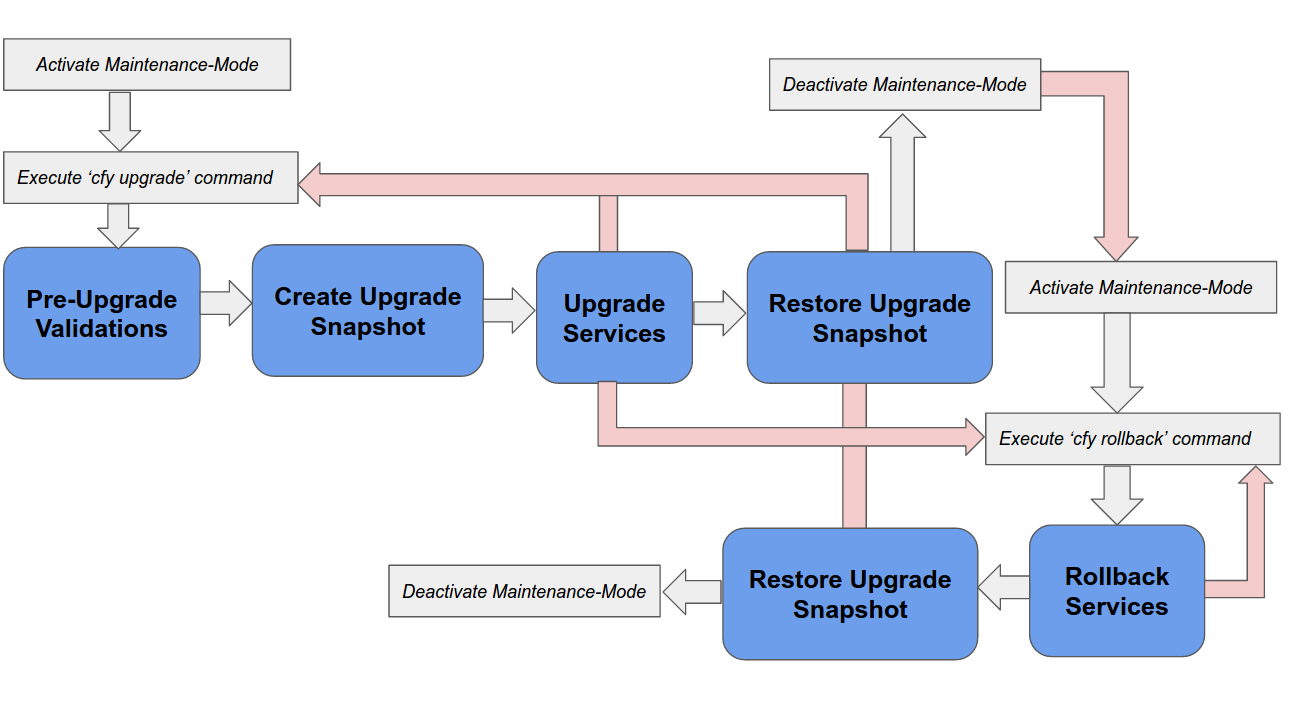 Activate Maintenance-Mode
Deactivate Maintenance-Mode
Execute ‘cfy upgrade’ command
Pre-Upgrade
Validations
Create Upgrade
Snapshot
Upgrade
Services
Restore Upgrade
Snapshot
Activate Maintenance-Mode
Execute ‘cfy rollback’ command
Rollback
Services
Restore Upgrade
Snapshot
Deactivate Maintenance-Mode